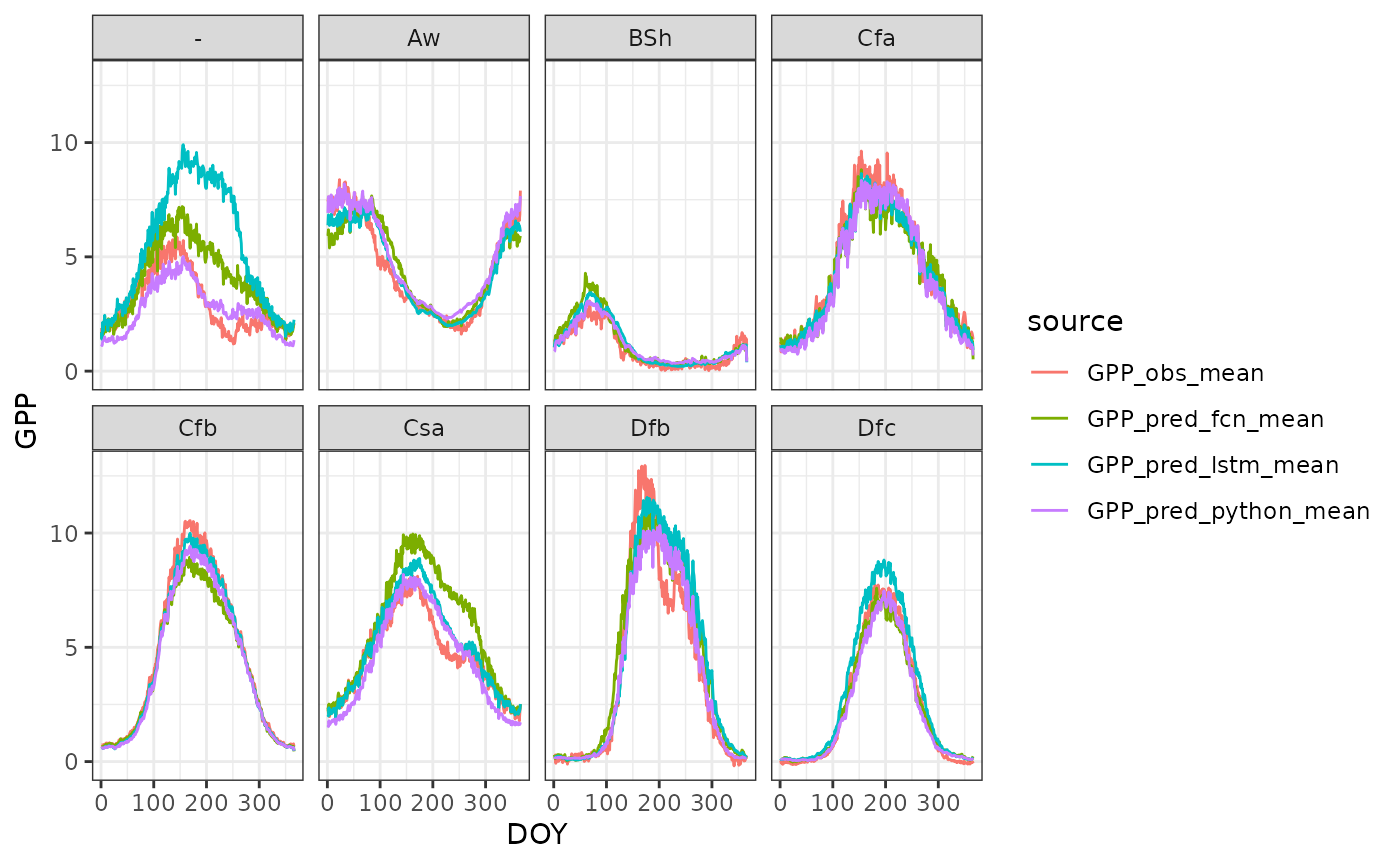 - Aw BSh Cfa
10
5
0
Cfb Csa Dfb Dfc
10
5
0
0 100 200 300 0 100 200 300 0 100 200 300 0 100 200 300
DOY
GPP
source
GPP_obs_mean
GPP_pred_fcn_mean
GPP_pred_lstm_mean
GPP_pred_python_mean